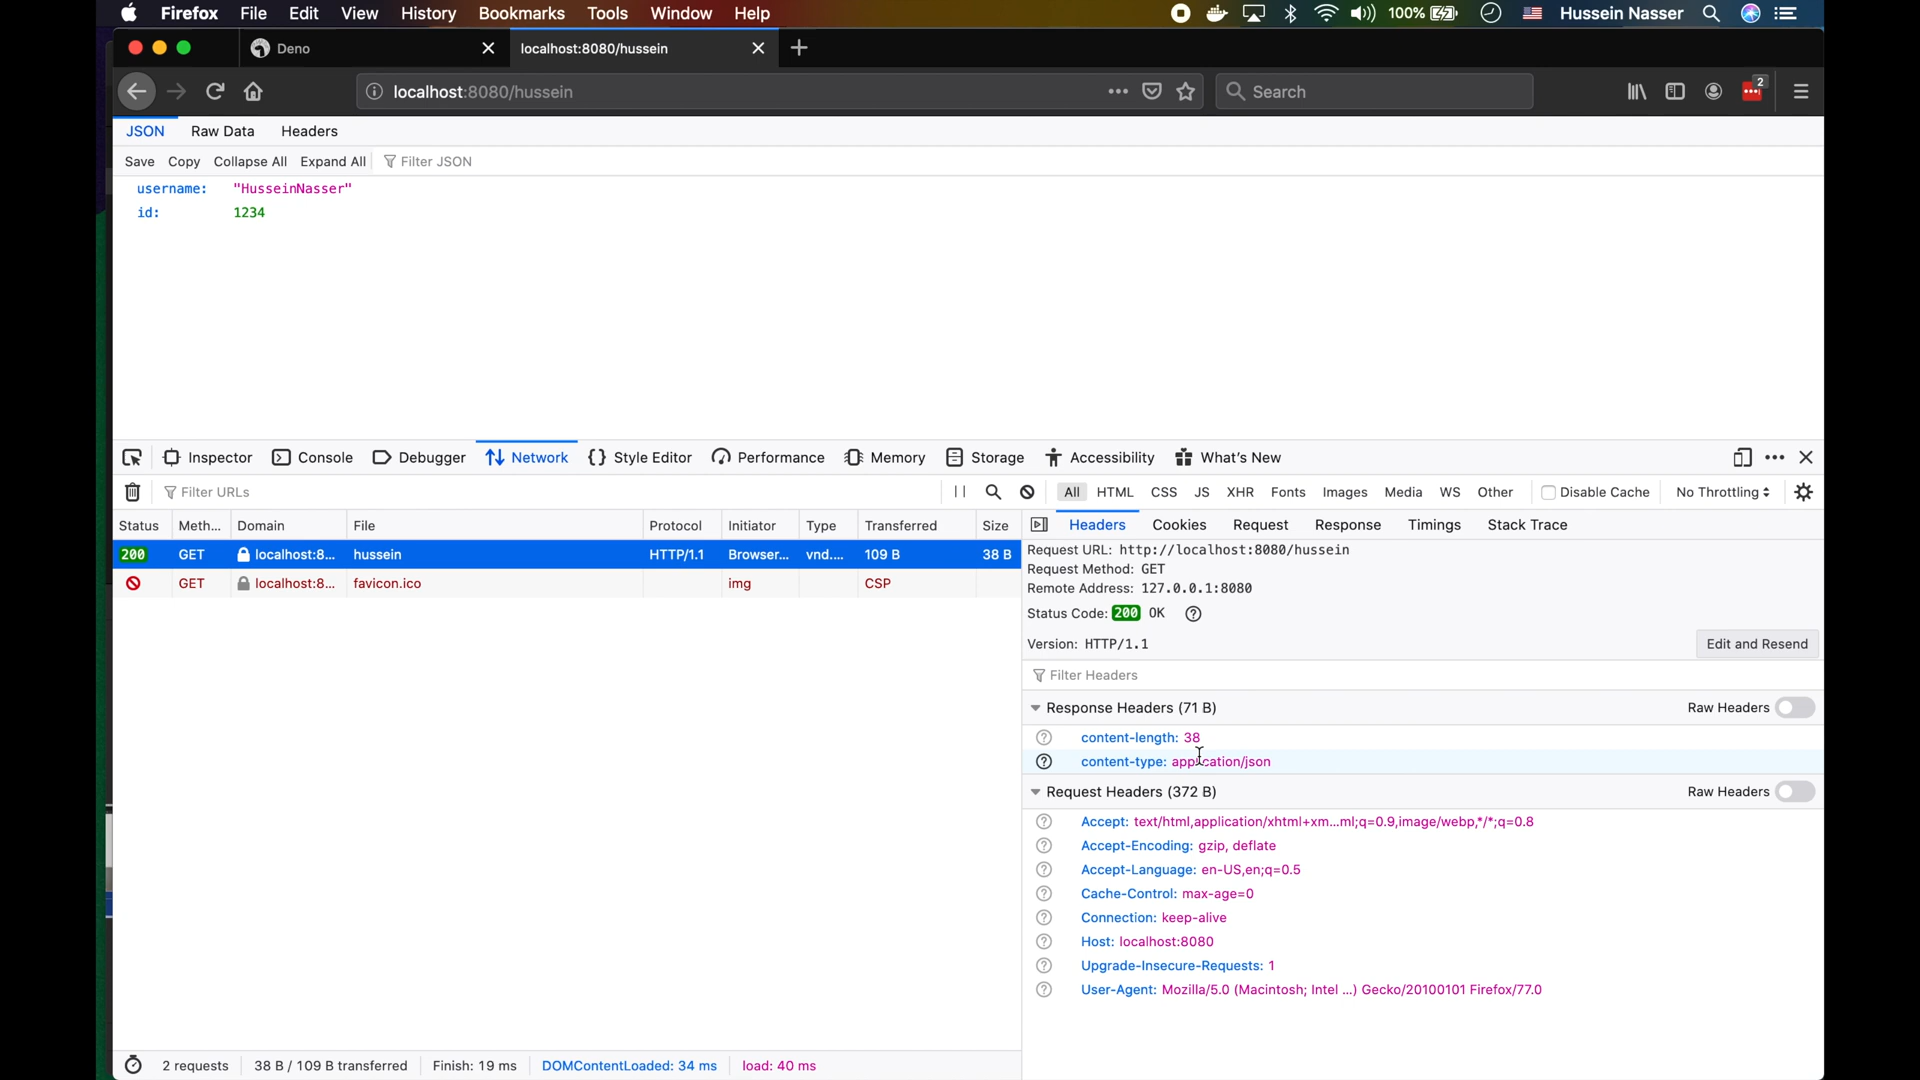 Firefox File Edit View History Bookmarks Tools Window Help 100% Hussein Nasser
Deno localhost:8080/hussein
localhost:8080/hussein Search 2
JSON Raw Data Headers
Save Copy Collapse All Expand All Filter JSON
username: "HusseinNasser"
id: 1234
Inspector Console Debugger Network Style Editor Performance Memory Storage Accessibility What's New
Filter URLs All HTML CSS JS XHR Fonts Images Media WS Other Disable Cache No Throttling
Status Meth... Domain File Protocol Initiator Type Transferred Size
200 GET localhost:8... hussein HTTP/1.1 Browser... vnd.... 109 B 38 B
GET localhost:8... favicon.ico img CSP
Headers Cookies Request Response Timings Stack Trace
Request URL: http://localhost:8080/hussein
Request Method: GET
Remote Address: 127.0.0.1:8080
Status Code: 200 OK
Version: HTTP/1.1 Edit and Resend
Filter Headers
Response Headers (71 B) Raw Headers
content-length: 38
content-type: application/json
Request Headers (372 B) Raw Headers
Accept: text/html,application/xhtml+xm...ml;q=0.9,image/webp,*/*;q=0.8
Accept-Encoding: gzip, deflate
Accept-Language: en-US,en;q=0.5
Cache-Control: max-age=0
Connection: keep-alive
Host: localhost:8080
Upgrade-Insecure-Requests: 1
User-Agent: Mozilla/5.0 (Macintosh; Intel ...) Gecko/20100101 Firefox/77.0
2 requests 38 B / 109 B transferred Finish: 19 ms DOMContentLoaded: 34 ms load: 40 ms